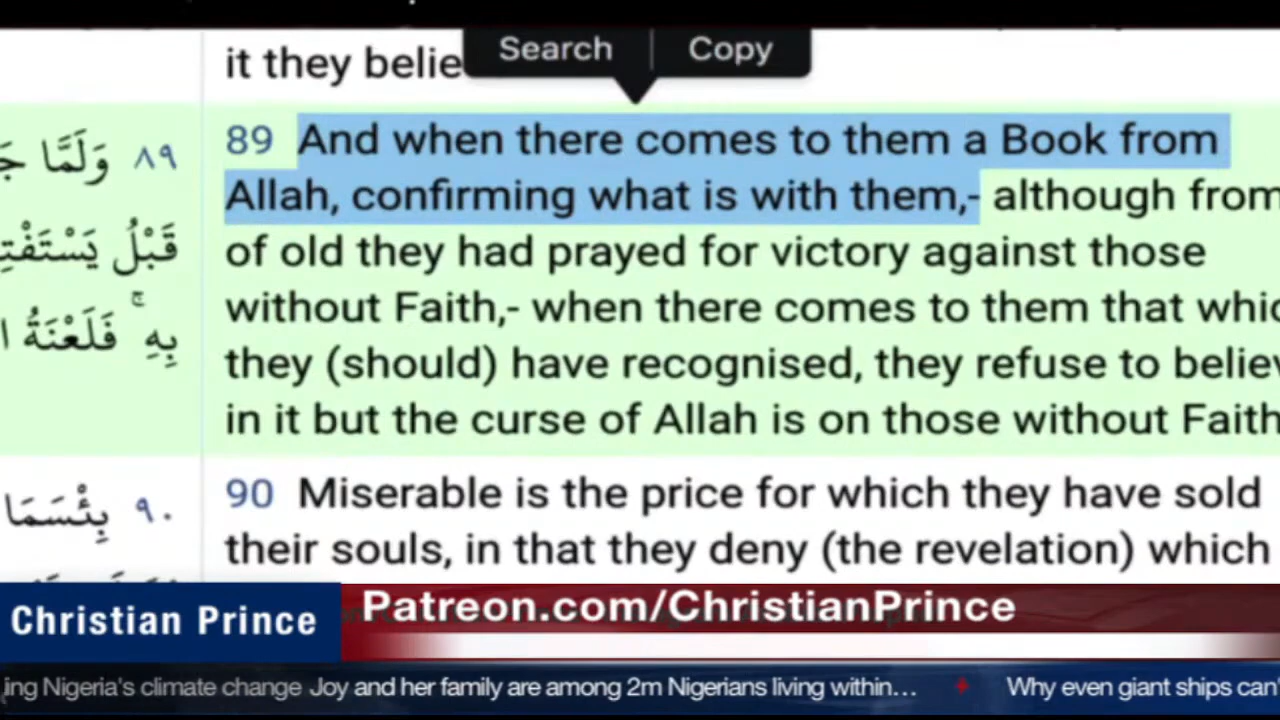 Search Copy
it they belie
٨٩ وَلَمَّا
89 And when there comes to them a Book from
Allah, confirming what is with them,- although from
قَبْلُ
of old they had prayed for victory against those
without Faith,- when there comes to them that
بِهِ ۚ فَلَعْنَةُ
they (should) have recognised, they refuse to
in it but the curse of Allah is on those without Faith
٩٠ بِئْسَمَا
90 Miserable is the price for which they have sold
their souls, in that they deny (the revelation) which
Christian Prince
Patreon.com/ChristianPrince
ing Nigeria's climate change Joy and her family are among 2m Nigerians living within... Why even giant ships can'